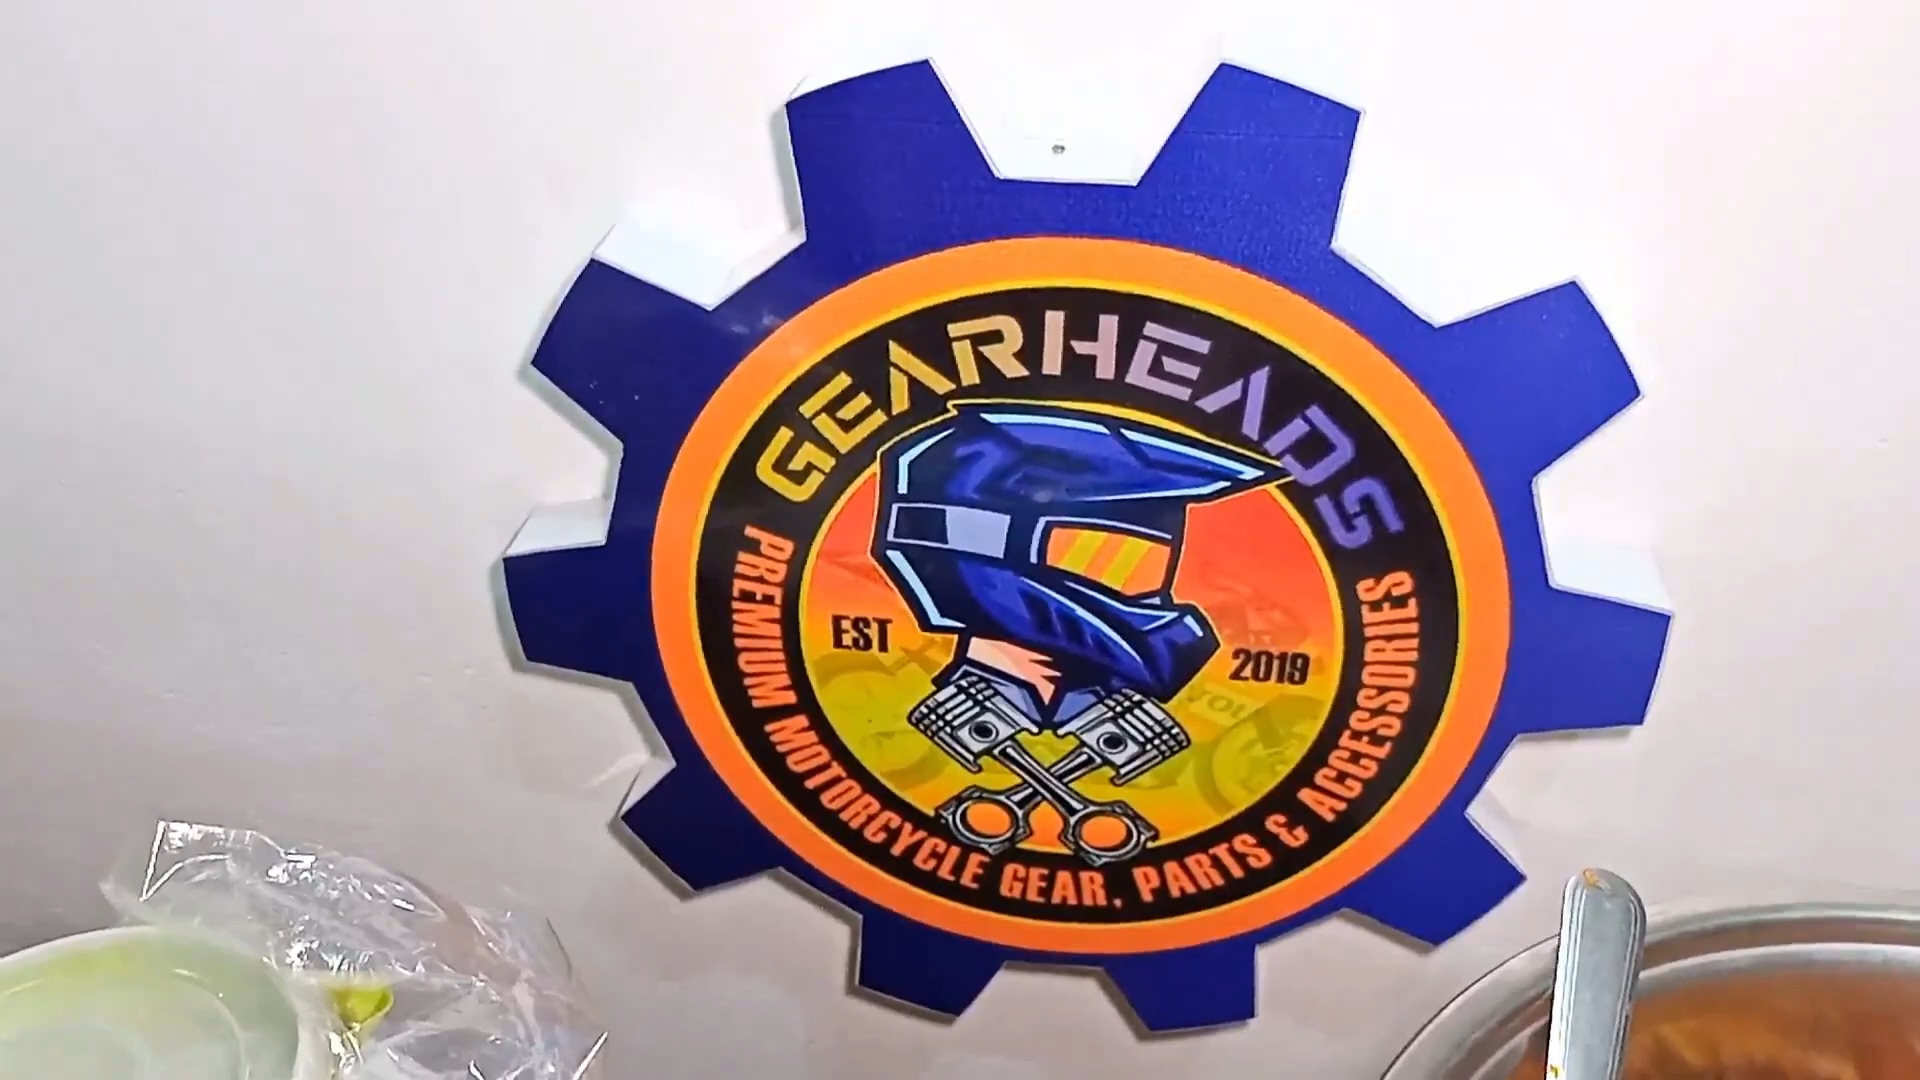 GEARHEADS
EST 2019
PREMIUM MOTORCYCLE GEAR, PARTS & ACCESSORIES